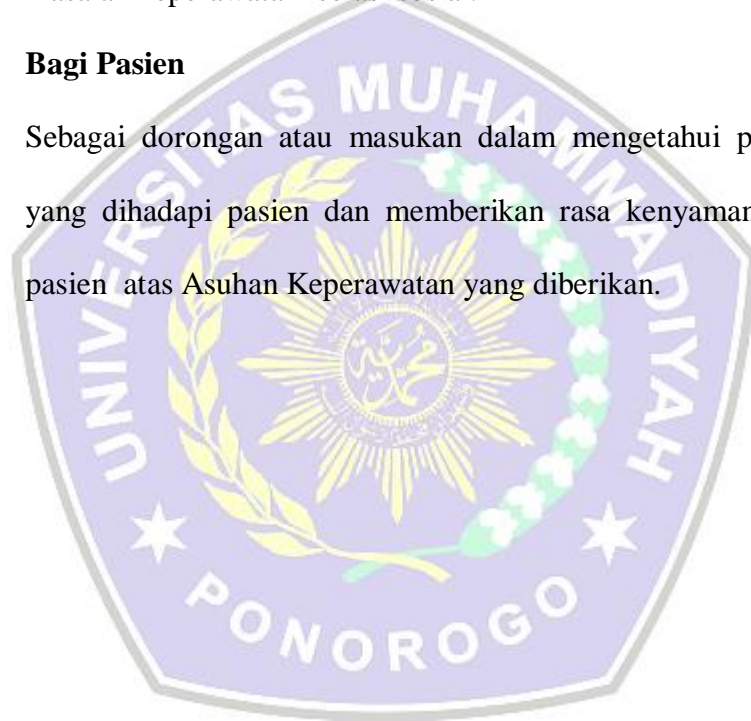 Bagi Pasien
Sebagai dorongan atau masukan dalam mengetahui
yang dihadapi pasien dan memberikan rasa
pasien atas Asuhan Keperawatan yang diberikan.
UNIVERSITAS MUHAMMADIYAH
PONOROGO